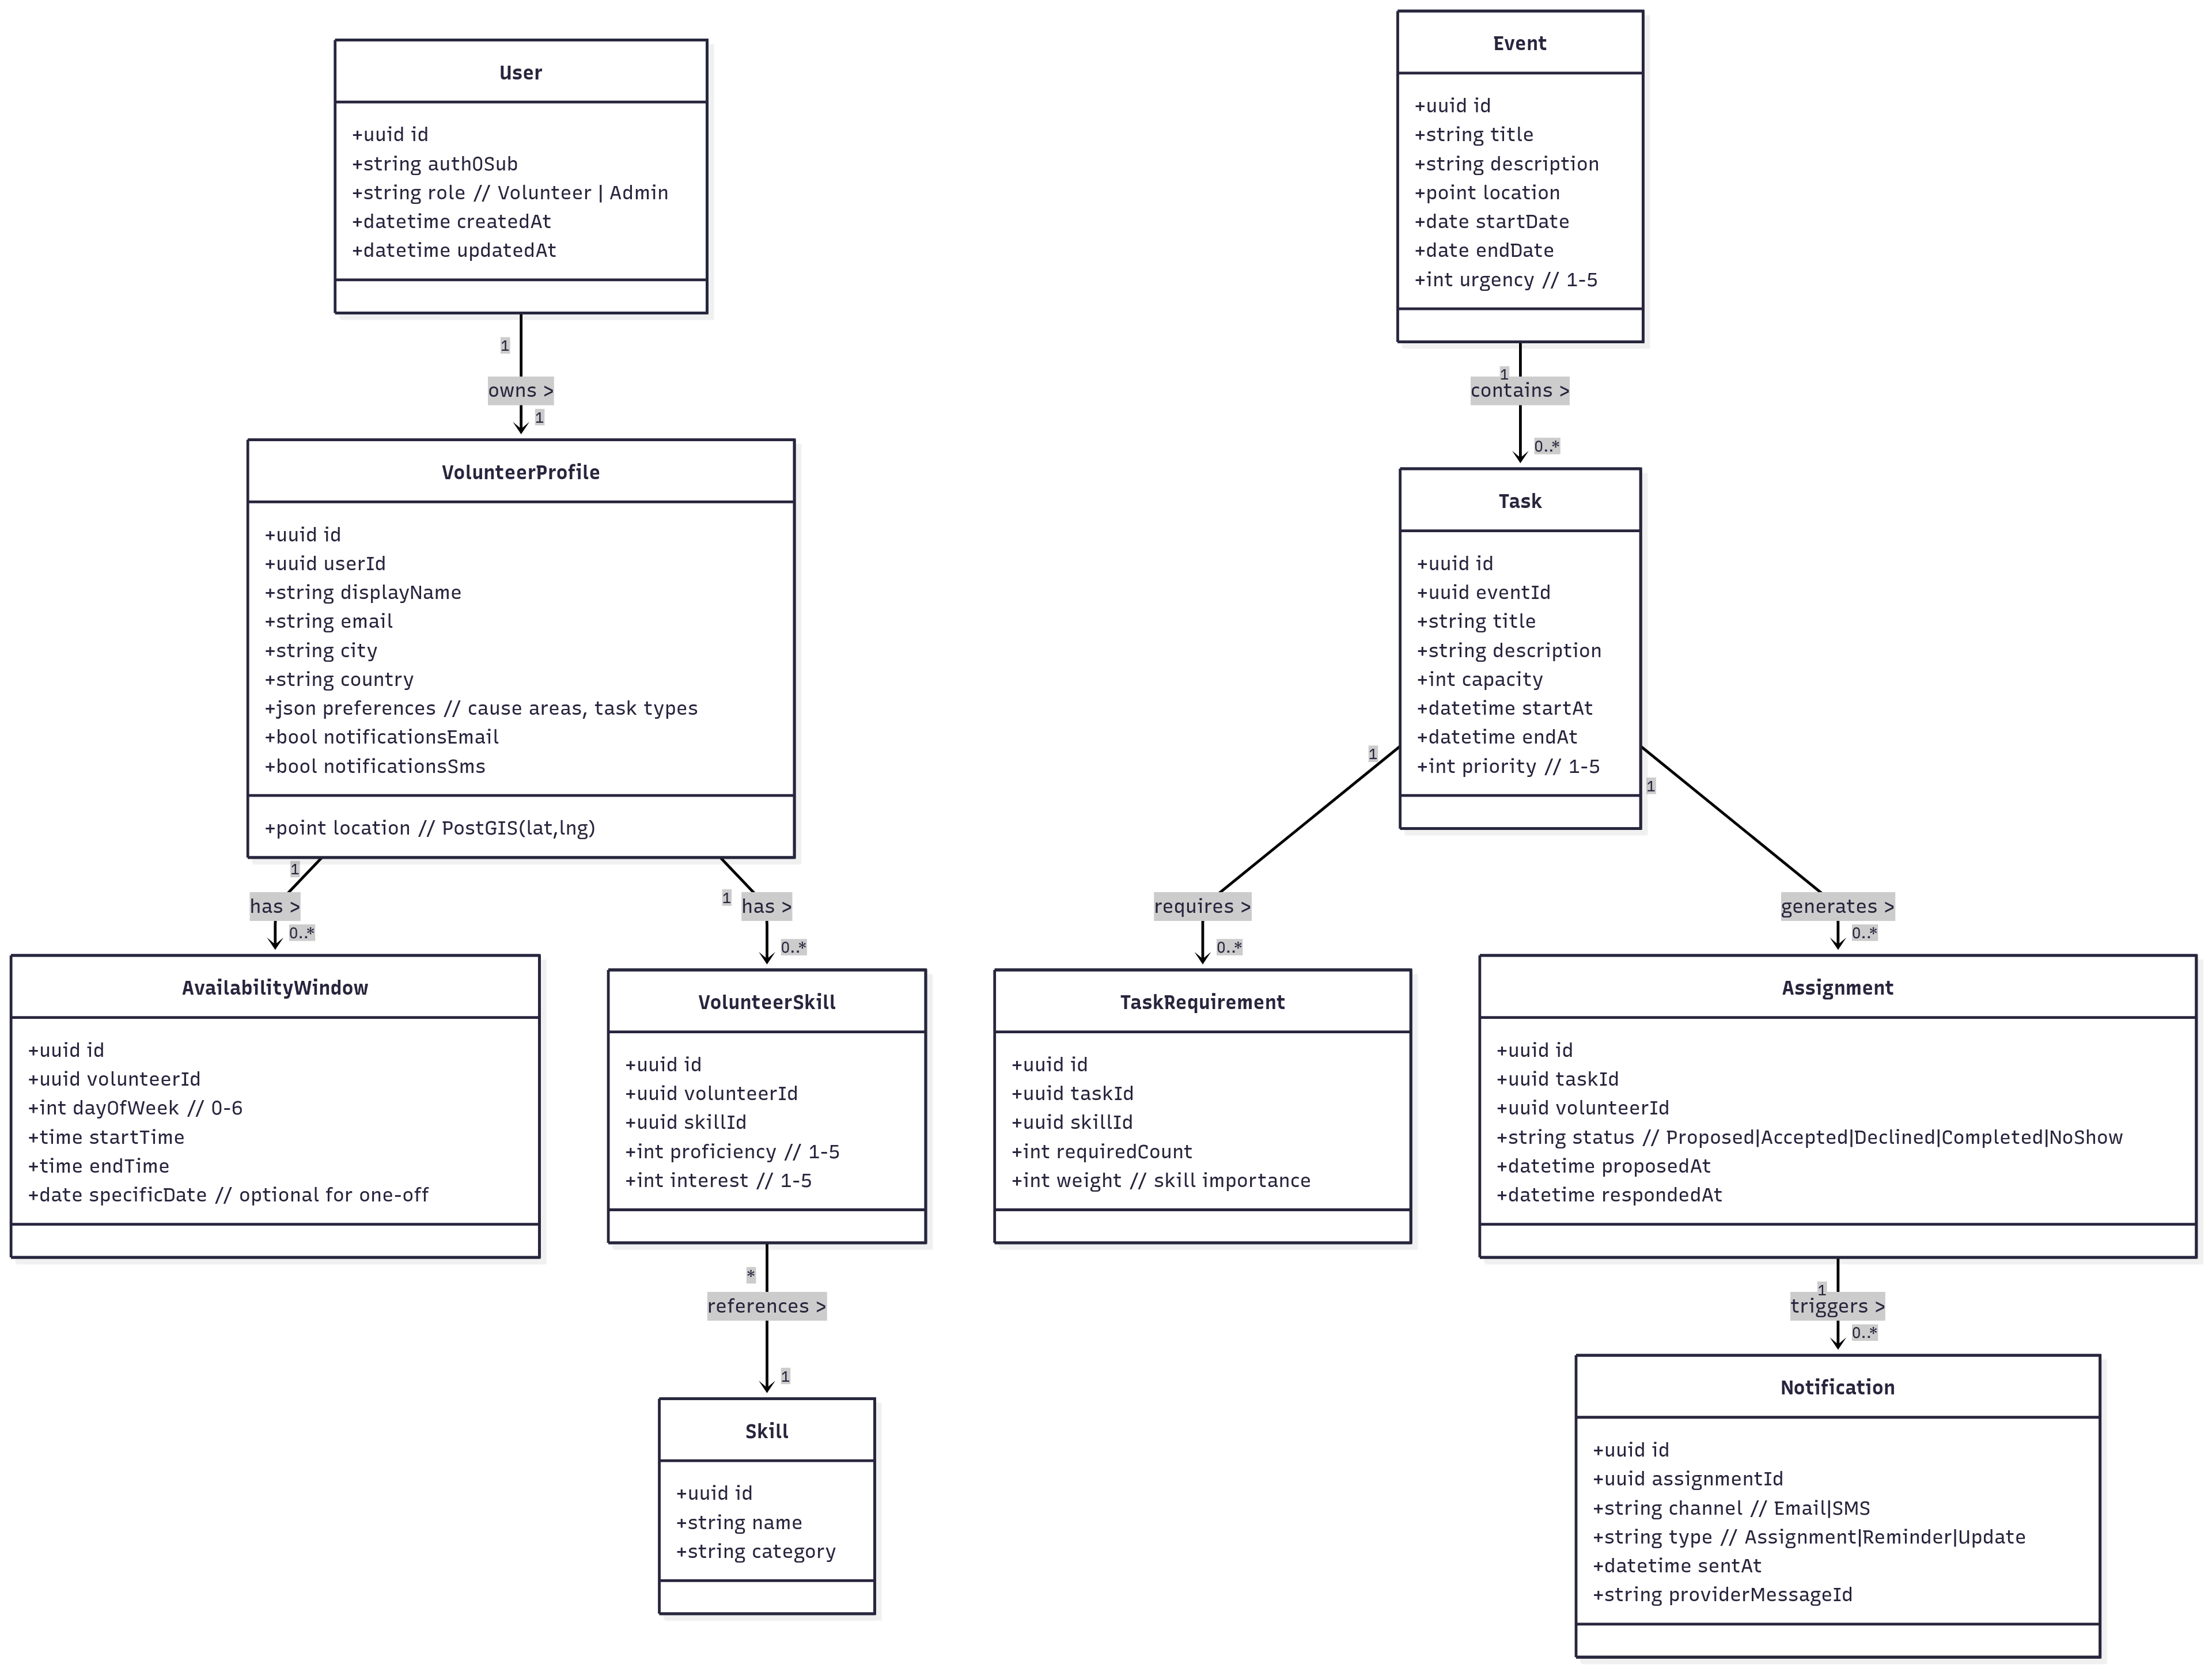 User
+uuid id
+string auth0Sub
+string role // Volunteer | Admin
+datetime createdAt
+datetime updatedAt
1
owns >
1
VolunteerProfile
+uuid id
+uuid userId
+string displayName
+string email
+string city
+string country
+json preferences // cause areas, task types
+bool notificationsEmail
+bool notificationsSms
+point location // PostGIS(lat,lng)
1
has >
0..*
1
has >
0..*
AvailabilityWindow
+uuid id
+uuid volunteerId
+int dayOfWeek // 0-6
+time startTime
+time endTime
+date specificDate // optional for one-off
VolunteerSkill
+uuid id
+uuid volunteerId
+uuid skillId
+int proficiency // 1-5
+int interest // 1-5
*
references >
1
Skill
+uuid id
+string name
+string category
Event
+uuid id
+string title
+string description
+point location
+date startDate
+date endDate
+int urgency // 1-5
1
contains >
0..*
Task
+uuid id
+uuid eventId
+string title
+string description
+int capacity
+datetime startAt
+datetime endAt
+int priority // 1-5
1
requires >
0..*
1
generates >
0..*
TaskRequirement
+uuid id
+uuid taskId
+uuid skillId
+int requiredCount
+int weight // skill importance
Assignment
+uuid id
+uuid taskId
+uuid volunteerId
+string status // Proposed|Accepted|Declined|Completed|NoShow
+datetime proposedAt
+datetime respondedAt
1
triggers >
0..*
Notification
+uuid id
+uuid assignmentId
+string channel // Email|SMS
+string type // Assignment|Reminder|Update
+datetime sentAt
+string providerMessageId